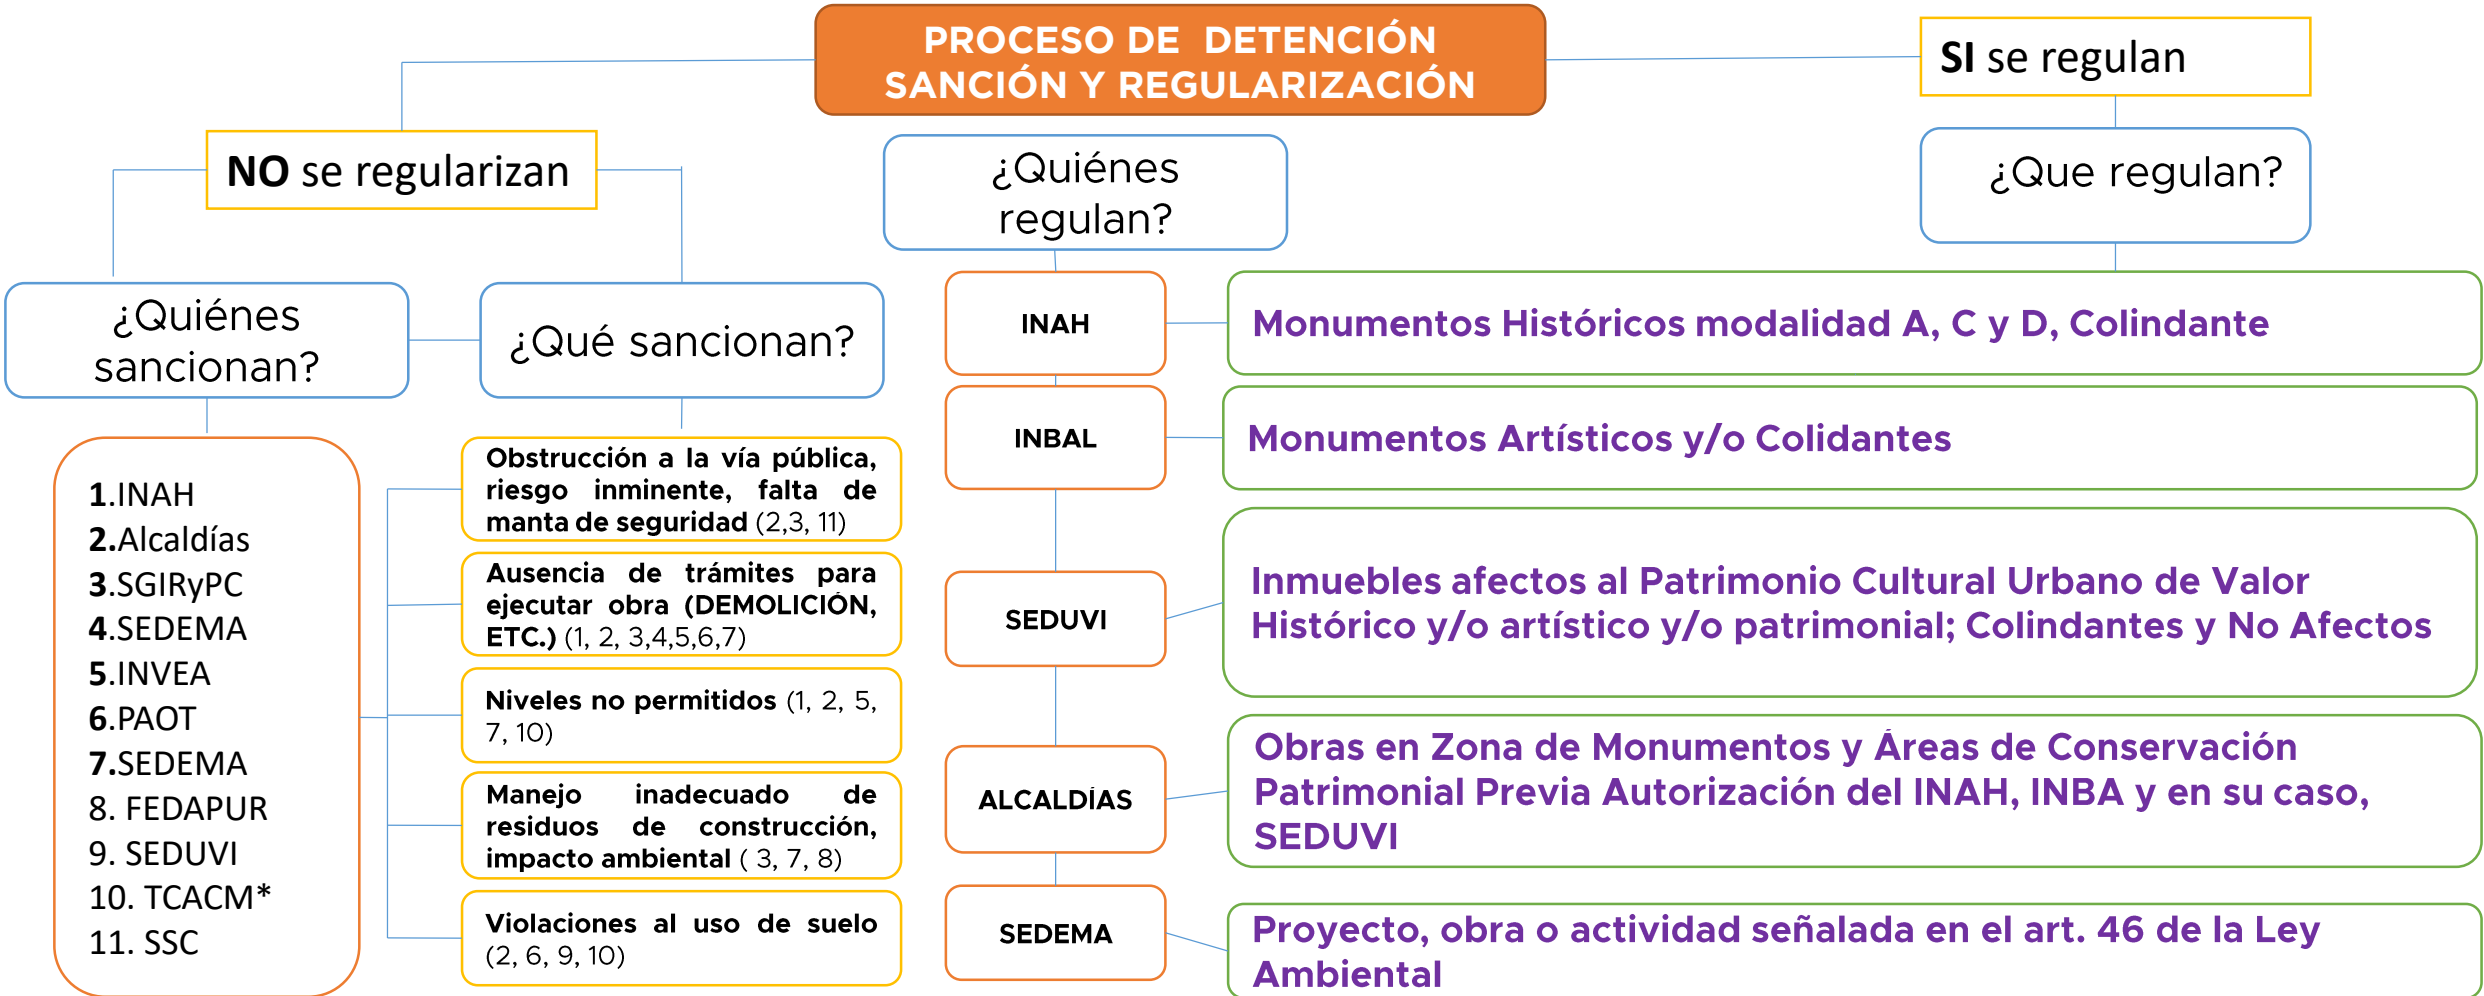 PROCESO DE DETENCIÓN
SANCIÓN Y REGULARIZACIÓN
SI se regulan
NO se regularizan
¿Quiénes
regulan?
¿Que regulan?
¿Quiénes
sancionan?
¿Qué sancionan?
1.INAH
2.Alcaldías
3.SGIRyPC
4.SEDEMA
5.INVEA
6.PAOT
7.SEDEMA
8. FEDAPUR
9. SEDUVI
10. TCACM*
11. SSC
Obstrucción a la vía pública,
riesgo inminente, falta de
manta de seguridad (2,3, 11)
Ausencia de trámites para
ejecutar obra (DEMOLICIÓN,
ETC.) (1, 2, 3,4,5,6,7)
Niveles no permitidos (1, 2, 5,
7, 10)
Manejo inadecuado de
residuos de construcción,
impacto ambiental ( 3, 7, 8)
Violaciones al uso de suelo
(2, 6, 9, 10)
INAH
Monumentos Históricos modalidad A, C y D, Colindante
INBAL
Monumentos Artísticos y/o Colidantes
SEDUVI
Inmuebles afectos al Patrimonio Cultural Urbano de Valor
Histórico y/o artístico y/o patrimonial; Colindantes y No Afectos
ALCALDÍAS
Obras en Zona de Monumentos y Áreas de Conservación
Patrimonial Previa Autorización del INAH, INBA y en su caso,
SEDUVI
SEDEMA
Proyecto, obra o actividad señalada en el art. 46 de la Ley
Ambiental